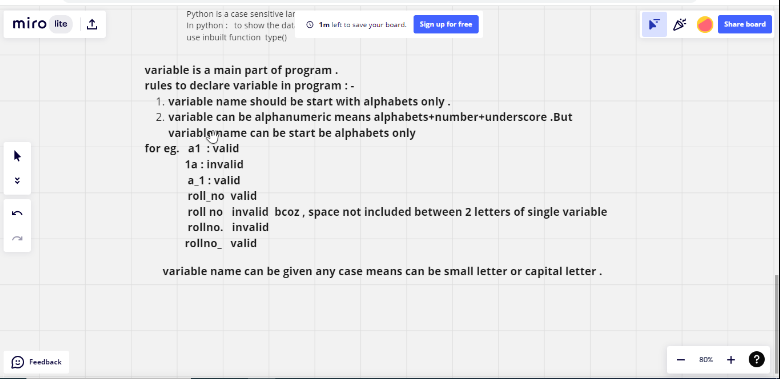 Python is a case sensitive lar
In python : to show the dat
use inbuilt function type()
miro lite
1m left to save your board.
Sign up for free
Share board
variable is a main part of program .
rules to declare variable in program : -
1. variable name should be start with alphabets only .
2. variable can be alphanumeric means alphabets+number+underscore .But
variable name can be start be alphabets only
for eg. a1 : valid
1a : invalid
a_1 : valid
roll_no valid
roll no invalid bcoz , space not included between 2 letters of single variable
rollno. invalid
rollno_ valid
variable name can be given any case means can be small letter or capital letter .
Feedback
80%